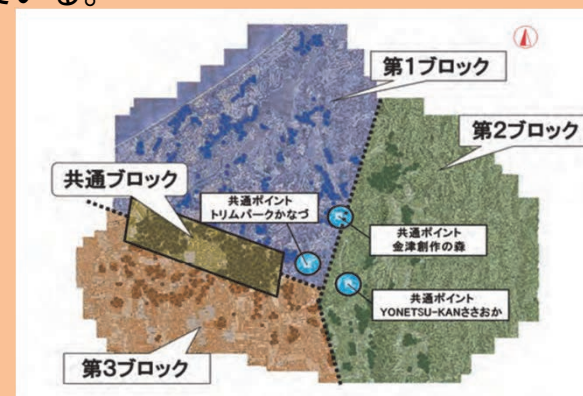 いる。
第1ブロック
第2ブロック
共通ブロック
共通ポイント
トリムパークかなづ
共通ポイント
金津創作の森
共通ポイント
YONETSU-KANささおか
第3ブロック